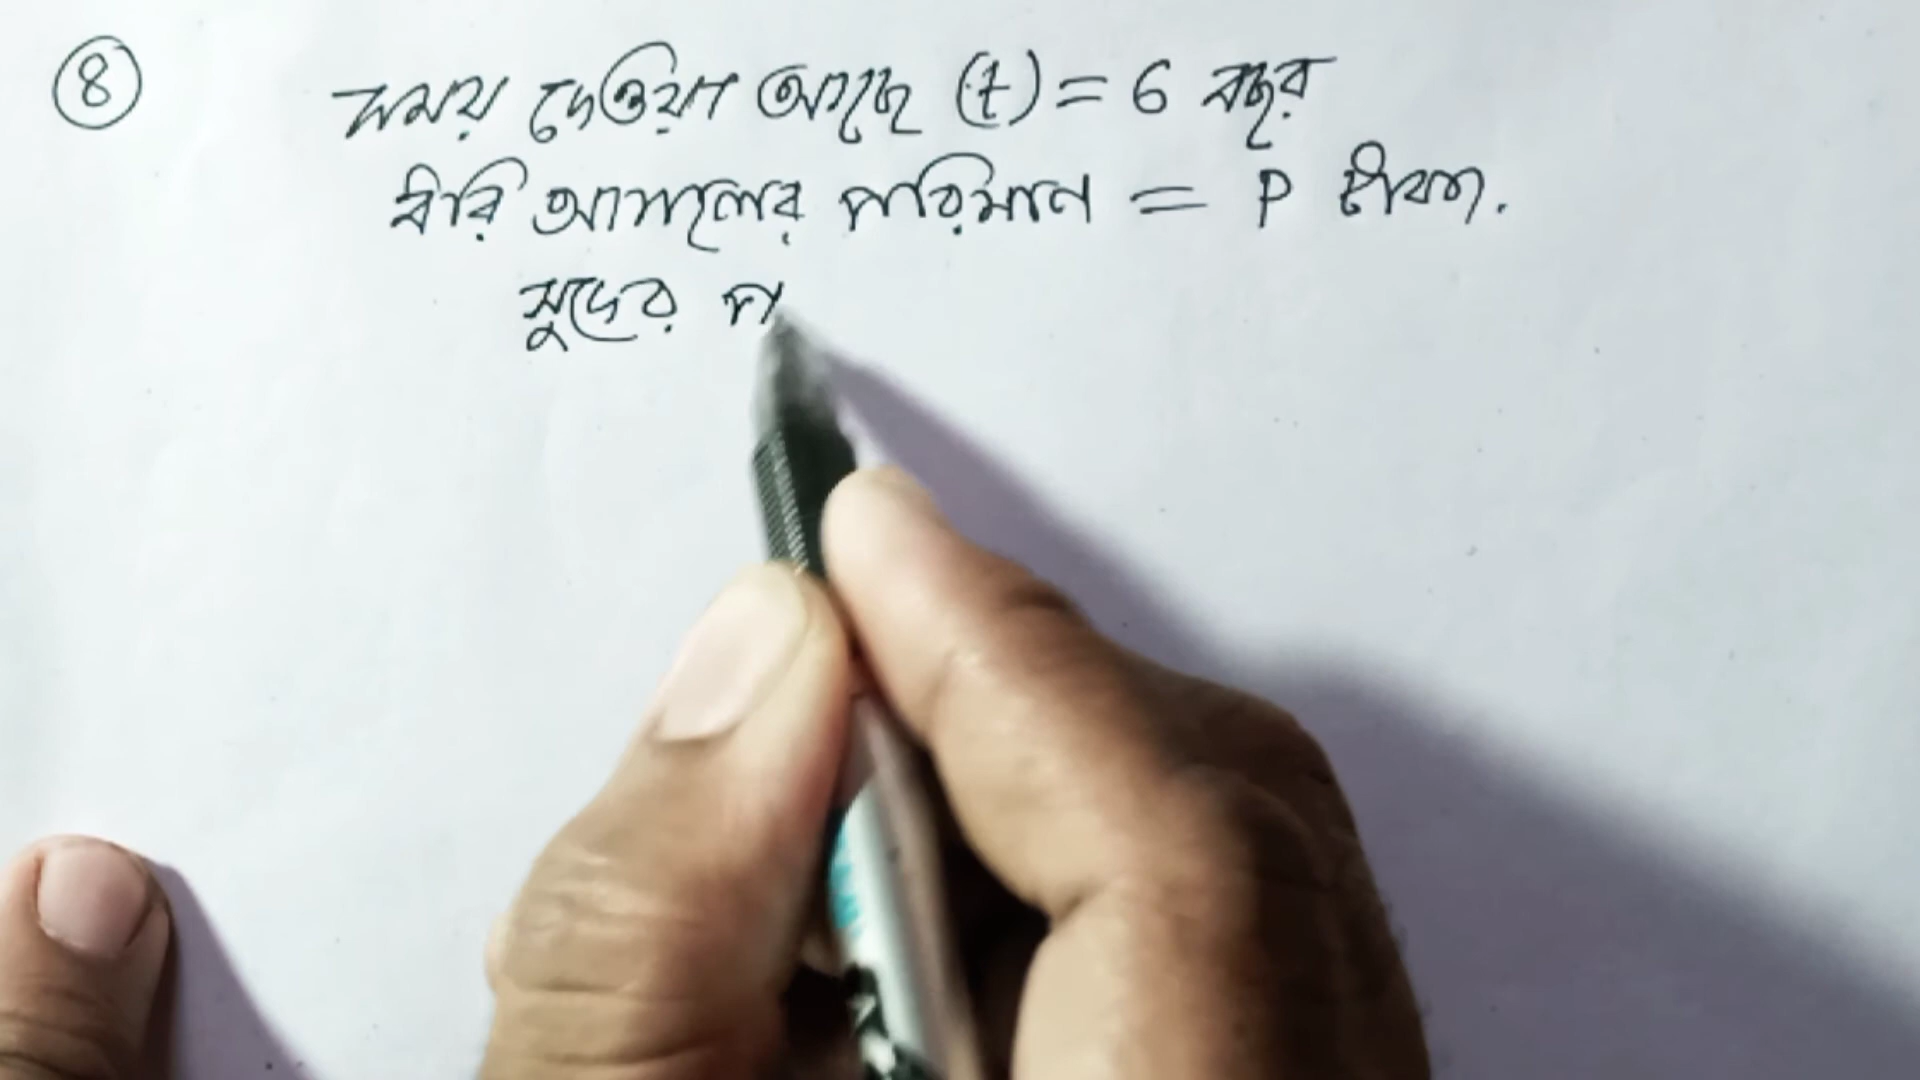 ⑧ সময় দেওয়া আছে (t) = 6 বছর
ধরি আসলের পরিমাণ = P টাকা.
সুদের প